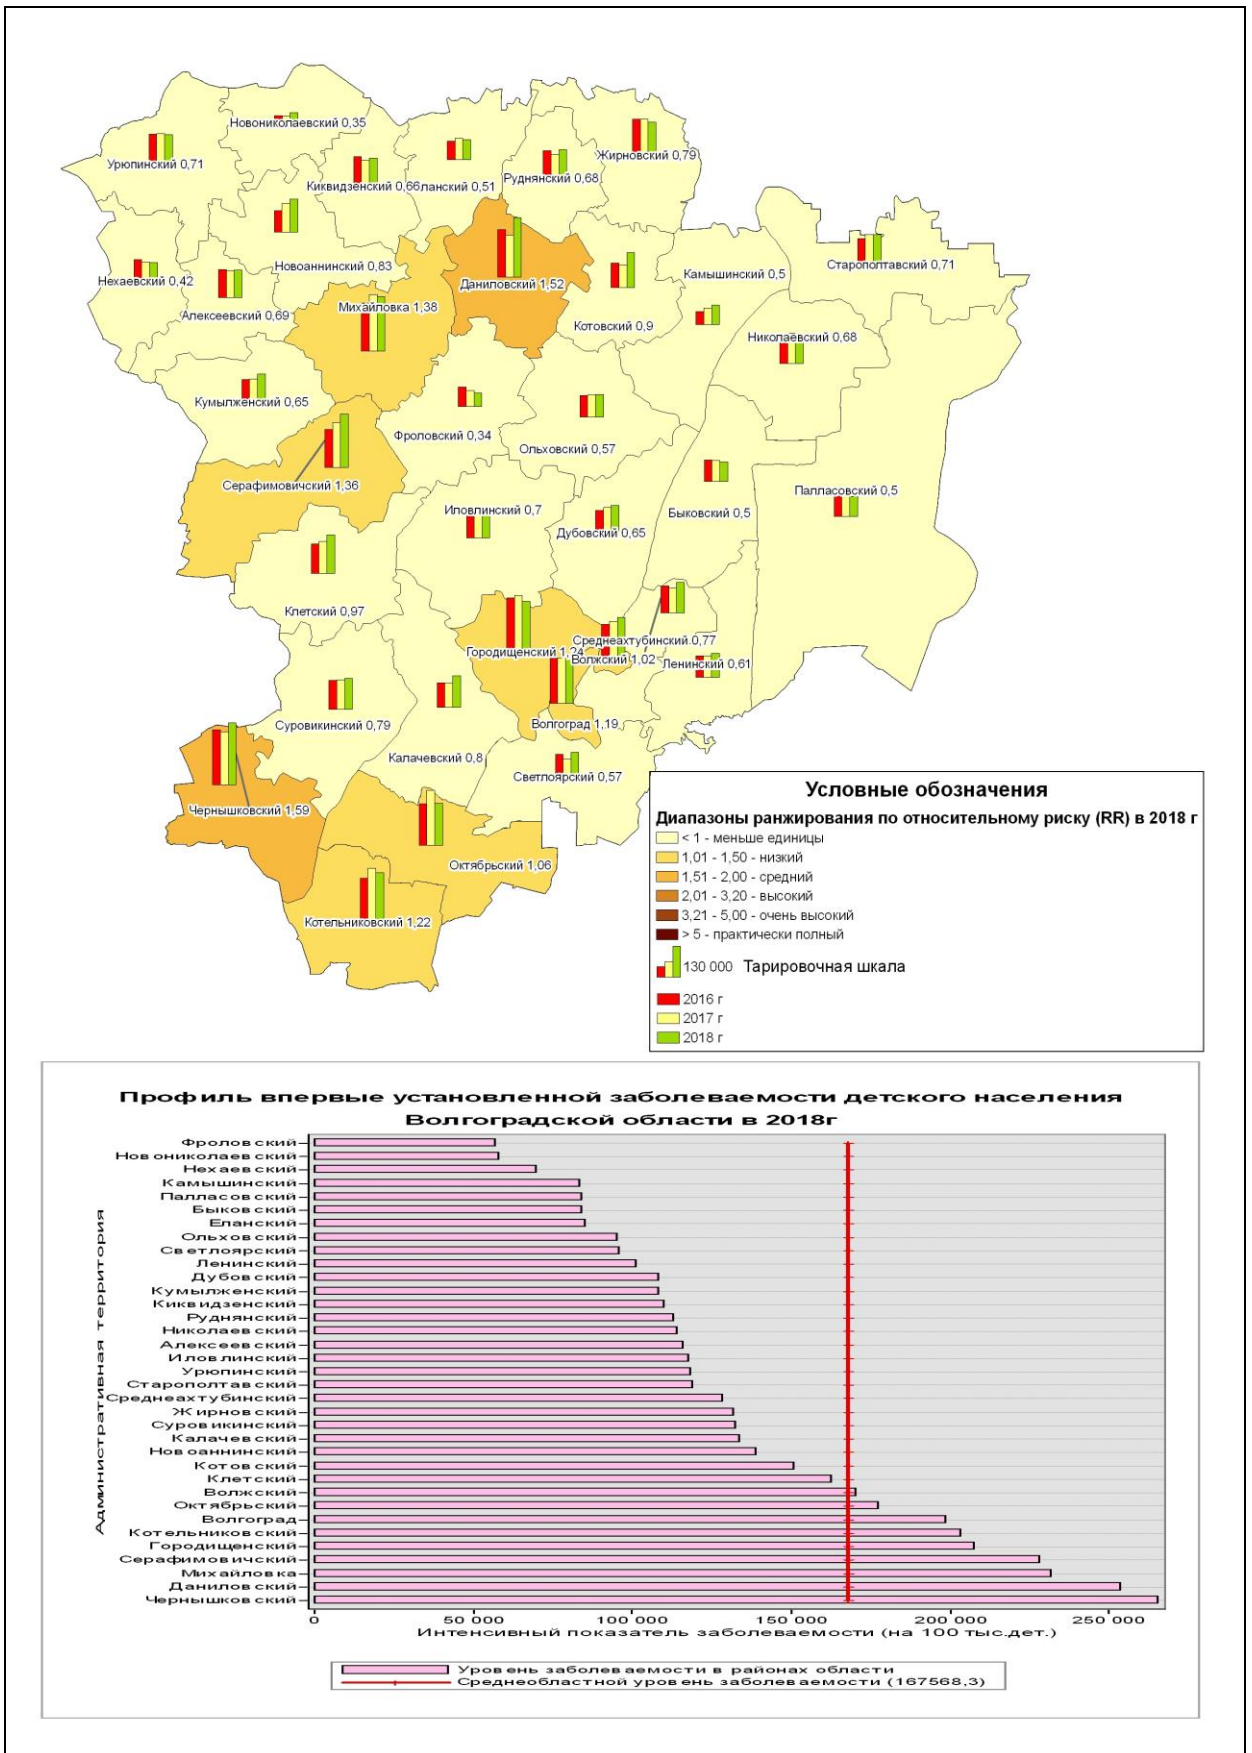 Новониколаевский 0,35
Урюпинский 0,71
Киквидзенский 0,66
ланский 0,51
Руднянский 0,68
Жирновский 0,79
Нехаевский 0,42
Новоаннинский 0,83
Алексеевский 0,69
Михайловка 1,38
Даниловский 1,52
Котовский 0,9
Камышинский 0,5
Старополтавский 0,71
Николаевский 0,68
Кумылженский 0,65
Фроловский 0,34
Ольховский 0,57
Серафимовичский 1,36
Иловлинский 0,7
Дубовский 0,65
Быковский 0,5
Палласовский 0,5
Клетский 0,97
Городищенский 1,24
Среднеахтубинский 0,77
Волжский 1,02
Ленинский 0,61
Суровикинский 0,79
Волгоград 1,19
Калачевский 0,8
Светлоярский 0,57
Чернышковский 1,59
Октябрьский 1,06
Котельниковский 1,22
Условные обозначения
Диапазоны ранжирования по относительному риску (RR) в 2018 г
< 1 - меньше единицы
1,01 - 1,50 - низкий
1,51 - 2,00 - средний
2,01 - 3,20 - высокий
3,21 - 5,00 - очень высокий
> 5 - практически полный
130 000 Тарировочная шкала
2016 г
2017 г
2018 г
Профиль впервые установленной заболеваемости детского населения
Волгоградской области в 2018г
Административная территория
Фроловский
Новониколаевский
Нехаевский
Камышинский
Палласовский
Быковский
Еланский
Ольховский
Светлоярский
Ленинский
Дубовский
Кумылженский
Киквидзенский
Руднянский
Николаевский
Алексеевский
Иловлинский
Урюпинский
Старополтавский
Среднеахтубинский
Жирновский
Суровикинский
Калачевский
Новоаннинский
Котовский
Клетский
Волжский
Октябрьский
Волгоград
Котельниковский
Городищенский
Серафимовичский
Михайловка
Даниловский
Чернышковский
0 50 000 100 000 150 000 200 000 250 000
Интенсивный показатель заболеваемости (на 100 тыс.дет.)
Уровень заболеваемости в районах области
Среднеобластной уровень заболеваемости (167568,3)